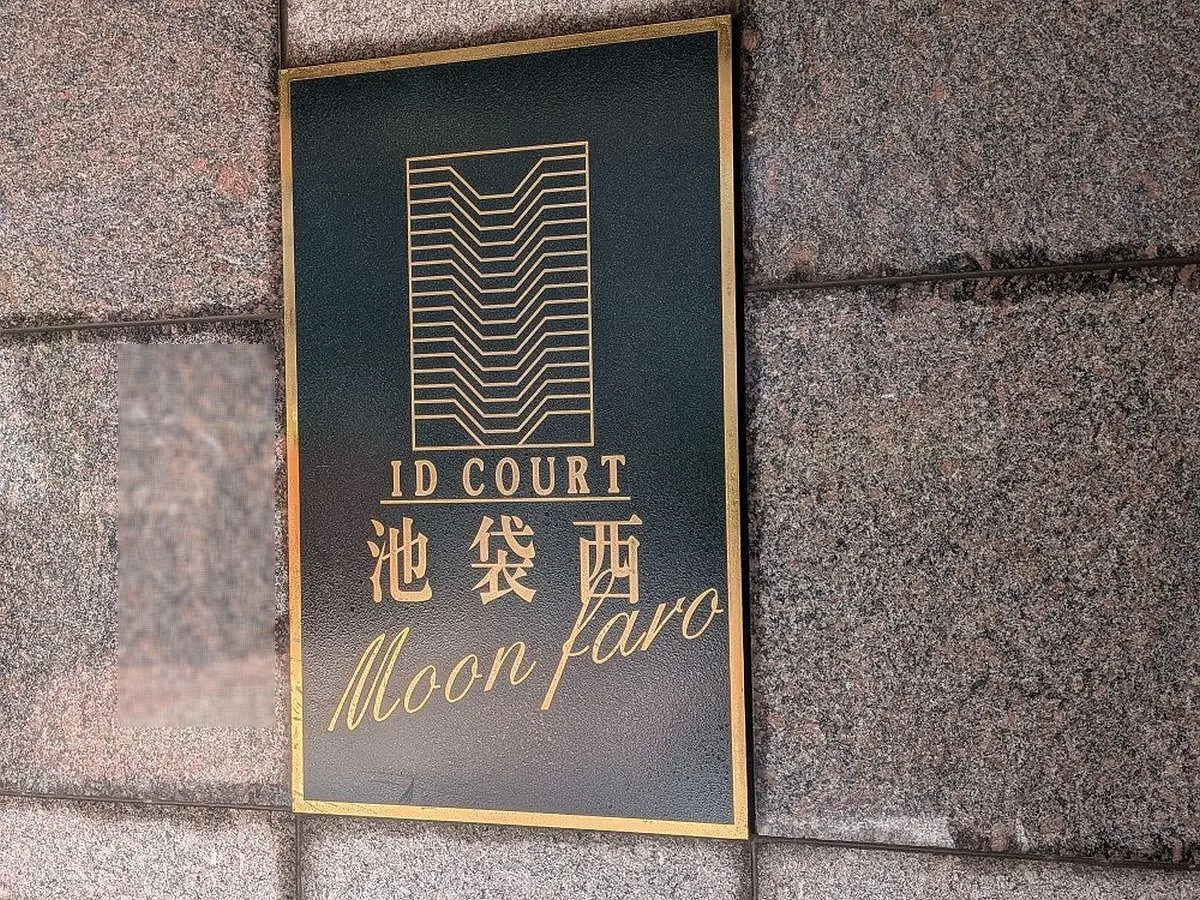 ID COURT
池袋西
Moon faro